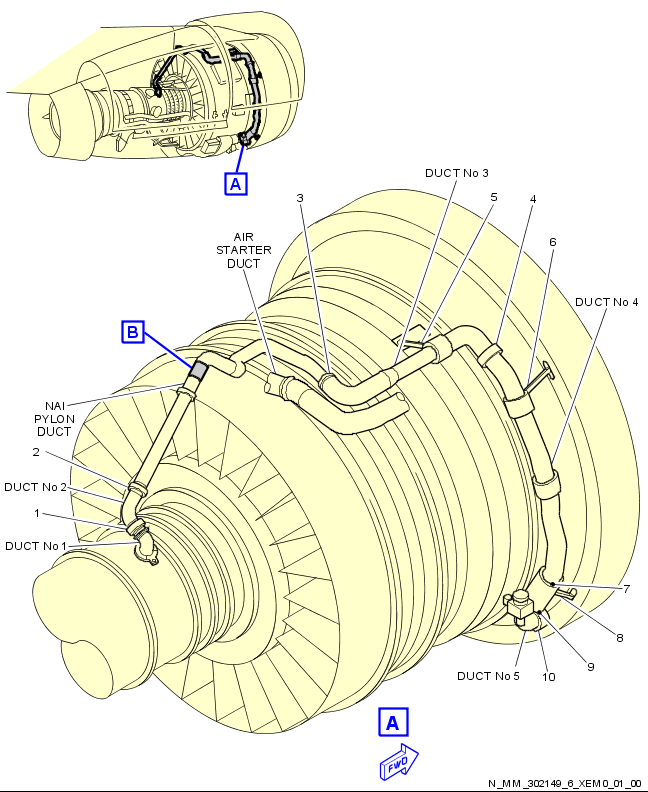 A
DUCT No 3
3
5
4
AIR
STARTER
DUCT
6
DUCT No 4
B
NAI
PYLON
DUCT
2
DUCT No 2
1
DUCT No 1
7
8
9
DUCT No 5
10
A
FWD
N_MM_302149_6_XEM0_01_00